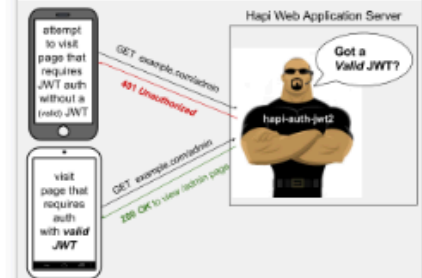 Hapi Web Application Server
attempt
to visit
page that
requires
JWT auth
without a
(valid) JWT
GET example.com/admin
401 Unauthorized
Got a
Valid JWT?
hapi-auth-jwt2
visit
page that
requires
auth
with valid
JWT
GET example.com/admin
200 OK to view /admin page